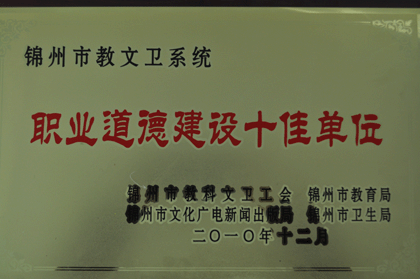 锦州市教文卫系统
职业道德建设十佳单位
锦州市教科文卫工会 锦州市教育局
锦州市文化广电新闻出版局 锦州市卫生局
二〇一〇年十二月